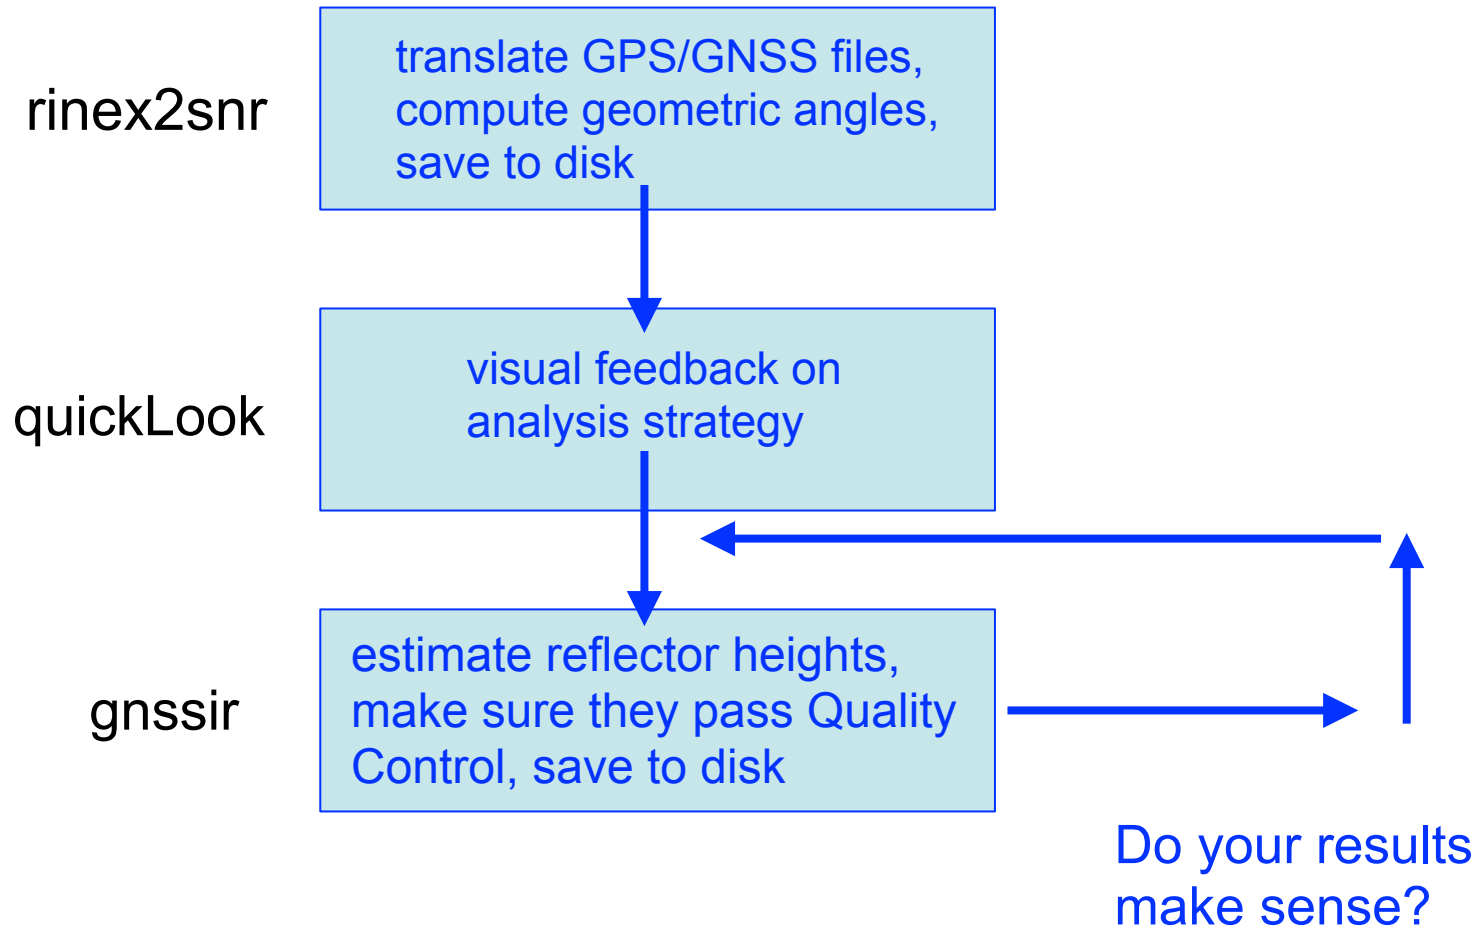 rinex2snr
translate GPS/GNSS files,
compute geometric angles,
save to disk
quickLook
visual feedback on
analysis strategy
gnssir
estimate reflector heights,
make sure they pass Quality
Control, save to disk
Do your results
make sense?